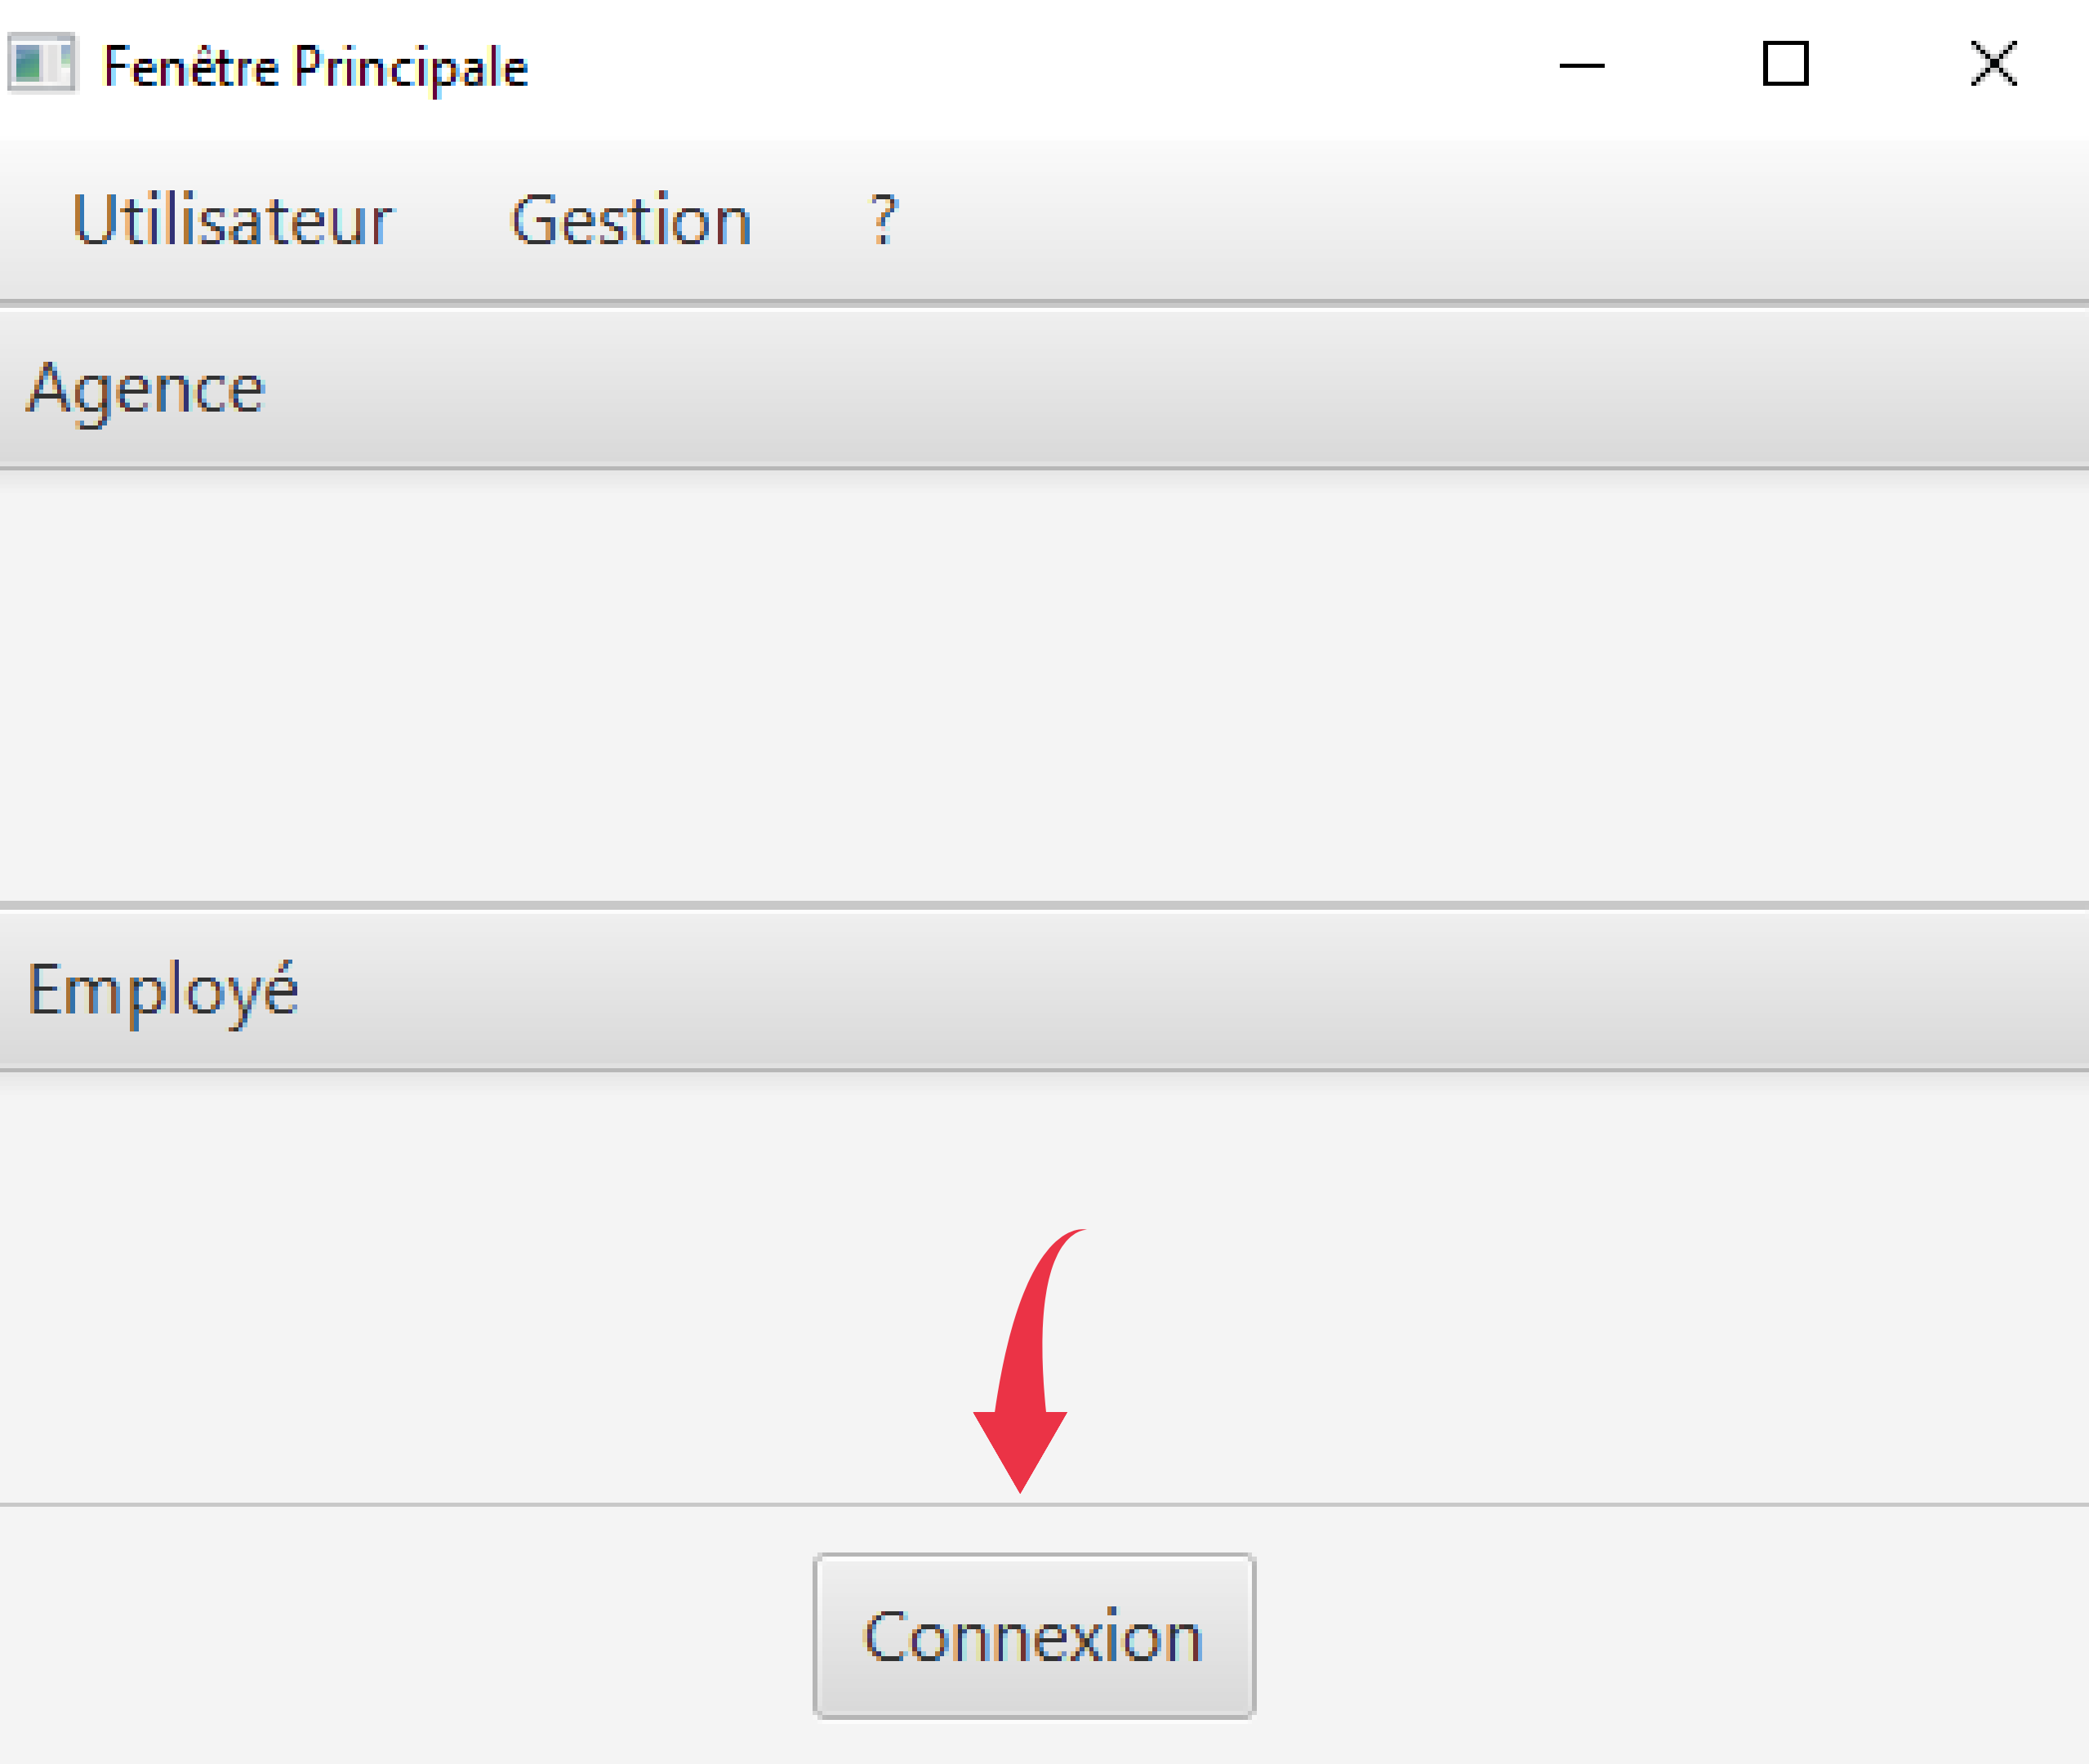 Fenêtre Principale
Utilisateur Gestion ?
Agence
Employé
Connexion